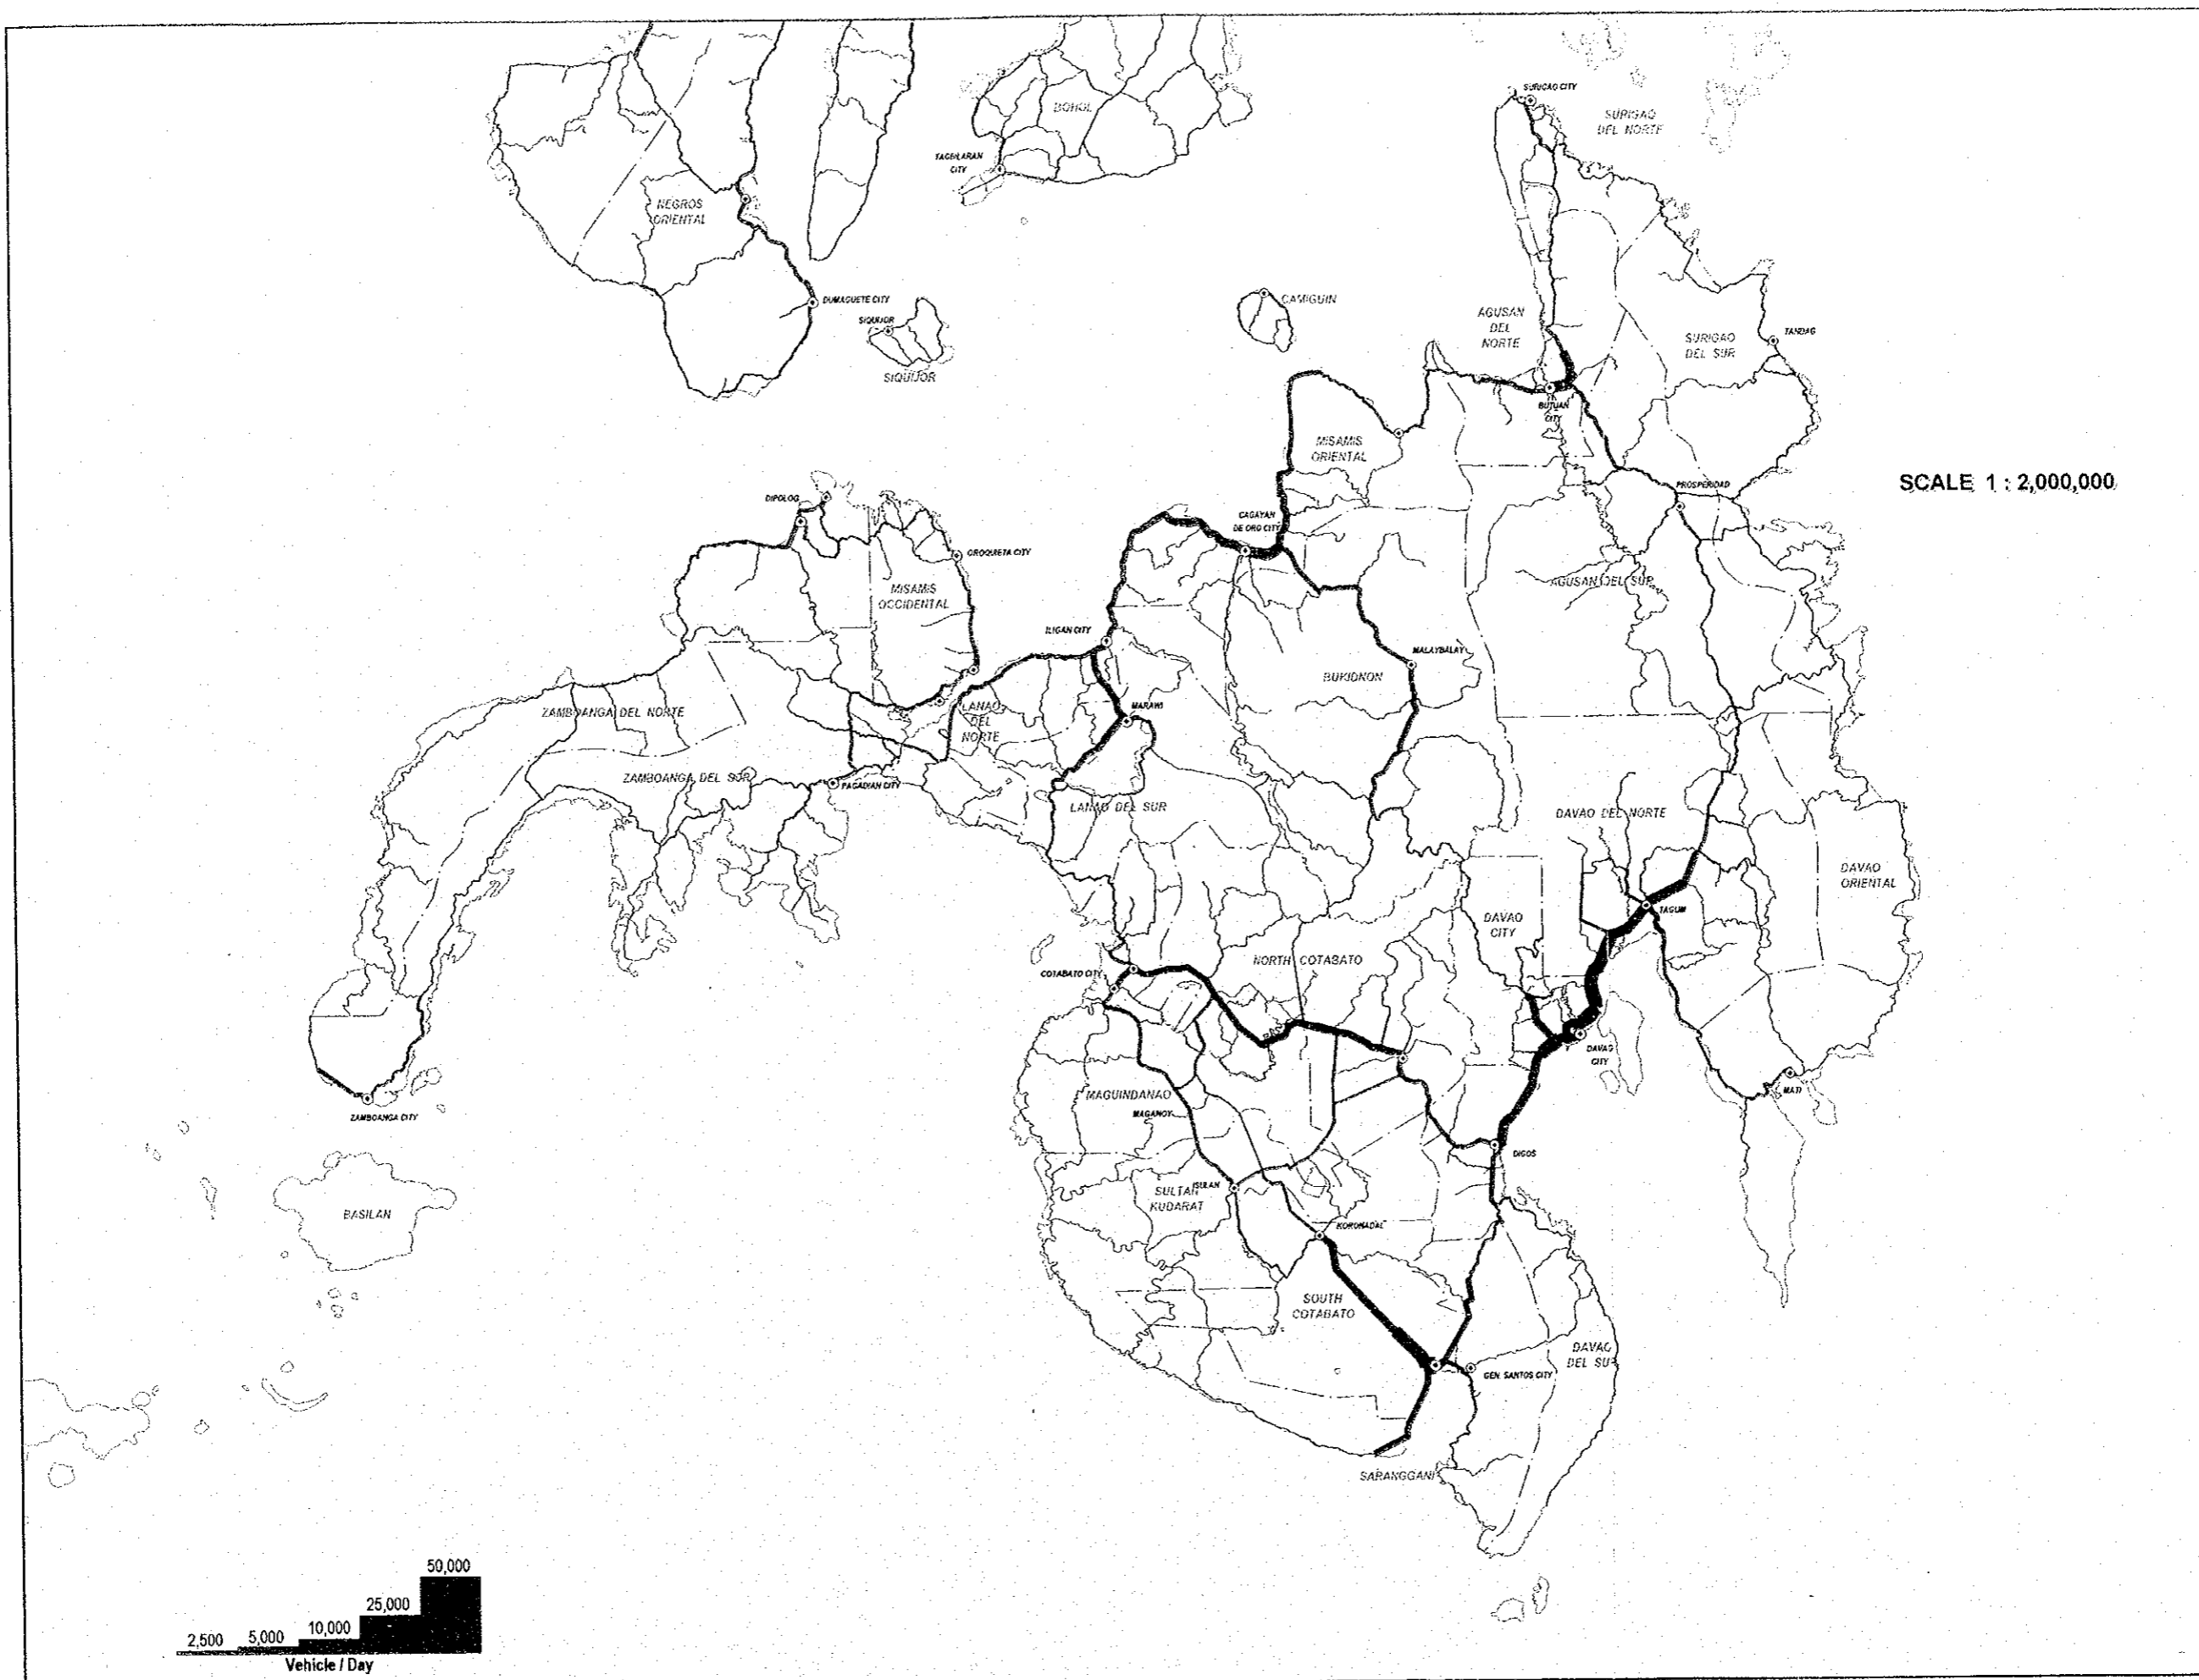 SURIGAO CITY
SURIGAO
DEL NORTE
BOHOL
TAGBILARAN
CITY
NEGROS
ORIENTAL
DUMAGUETE CITY
SIQUIJOR
SIQUIJOR
CAMIGUIN
AGUSAN
DEL
NORTE
SURIGAO
DEL SUR
TANDAG
BUTUAN
CITY
MISAMIS
ORIENTAL
SCALE 1 : 2,000,000
PROSPERIDAD
DIPOLOG
CAGAYAN
DE ORO CITY
OROQUIETA CITY
AGUSAN DEL SUR
MISAMIS
OCCIDENTAL
ILIGAN CITY
MALAYBALAY
BUKIDNON
ZAMBOANGA DEL NORTE
LANAO
DEL
NORTE
MARAWI
ZAMBOANGA DEL SUR
PAGADIAN CITY
LANAO DEL SUR
DAVAO DEL NORTE
DAVAO
ORIENTAL
TAGUM
DAVAO
CITY
COTABATO CITY
NORTH COTABATO
DAVAO
CITY
MATI
MAGUINDANAO
MAGANOY
ZAMBOANGA CITY
DIGOS
SULTAN
KUDARAT
ISULAN
BASILAN
KORONADAL
SOUTH
COTABATO
DAVAO
DEL SUR
GEN. SANTOS CITY
SARANGGANI
50,000
25,000
10,000
5,000
2,500
Vehicle / Day